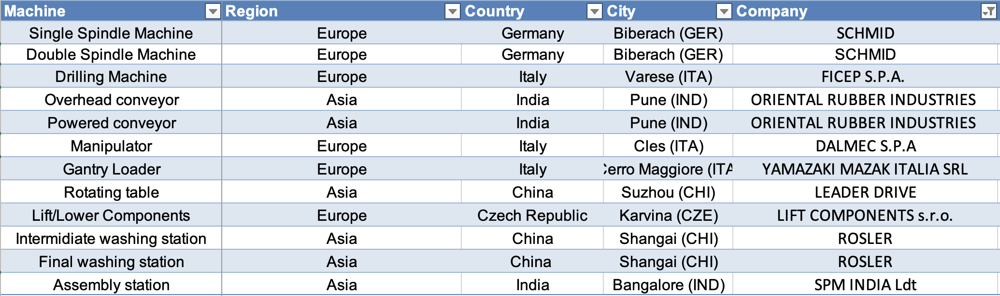 Machine Region Country City Company
Single Spindle Machine Europe Germany Biberach (GER) SCHMID
Double Spindle Machine Europe Germany Biberach (GER) SCHMID
Drilling Machine Europe Italy Varese (ITA) FICEP S.P.A.
Overhead conveyor Asia India Pune (IND) ORIENTAL RUBBER INDUSTRIES
Powered conveyor Asia India Pune (IND) ORIENTAL RUBBER INDUSTRIES
Manipulator Europe Italy Cles (ITA) DALMEC S.P.A
Gantry Loader Europe Italy erro Maggiore (ITA YAMAZAKI MAZAK ITALIA SRL
Rotating table Asia China Suzhou (CHI) LEADER DRIVE
Lift/Lower Components Europe Czech Republic Karvina (CZE) LIFT COMPONENTS s.r.o.
Intermidiate washing station Asia China Shangai (CHI) ROSLER
Final washing station Asia China Shangai (CHI) ROSLER
Assembly station Asia India Bangalore (IND) SPM INDIA Ldt